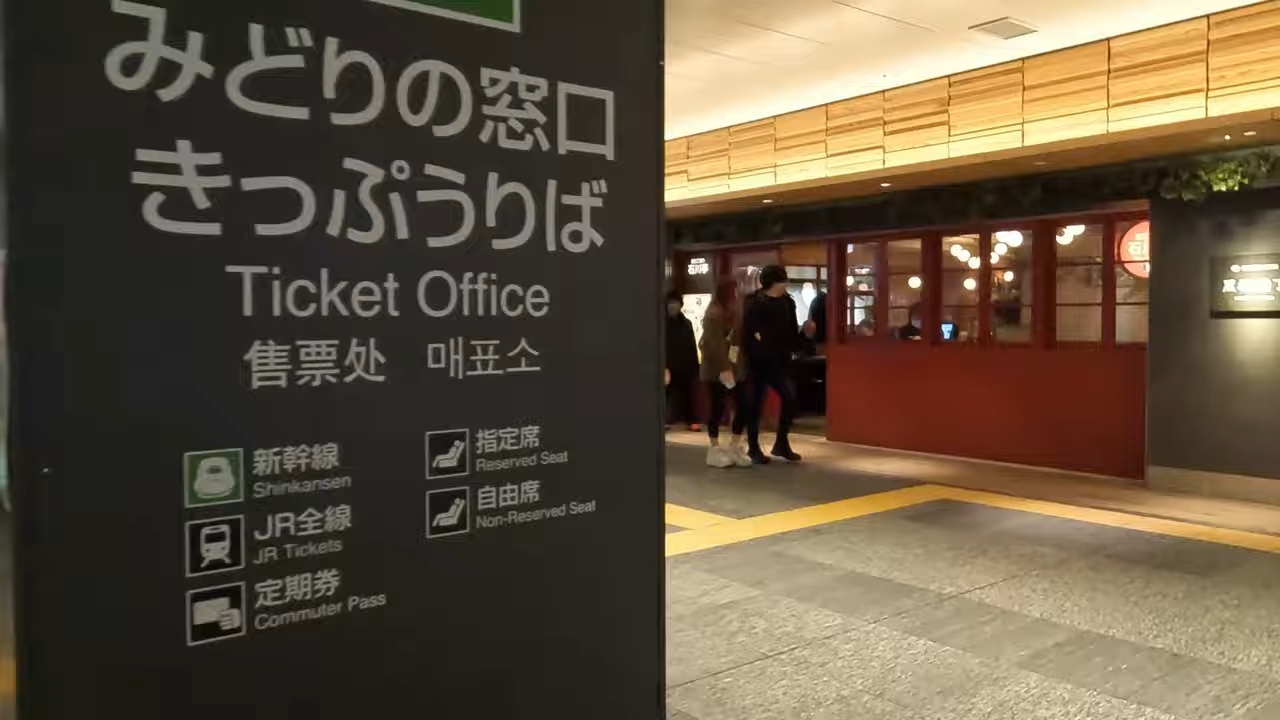 みどりの窓口
きっぷうりば
Ticket Office
售票处 매표소
新幹線
Shinkansen
JR全線
JR Tickets
定期券
Commuter Pass
指定席
Reserved Seat
自由席
Non-Reserved Seat